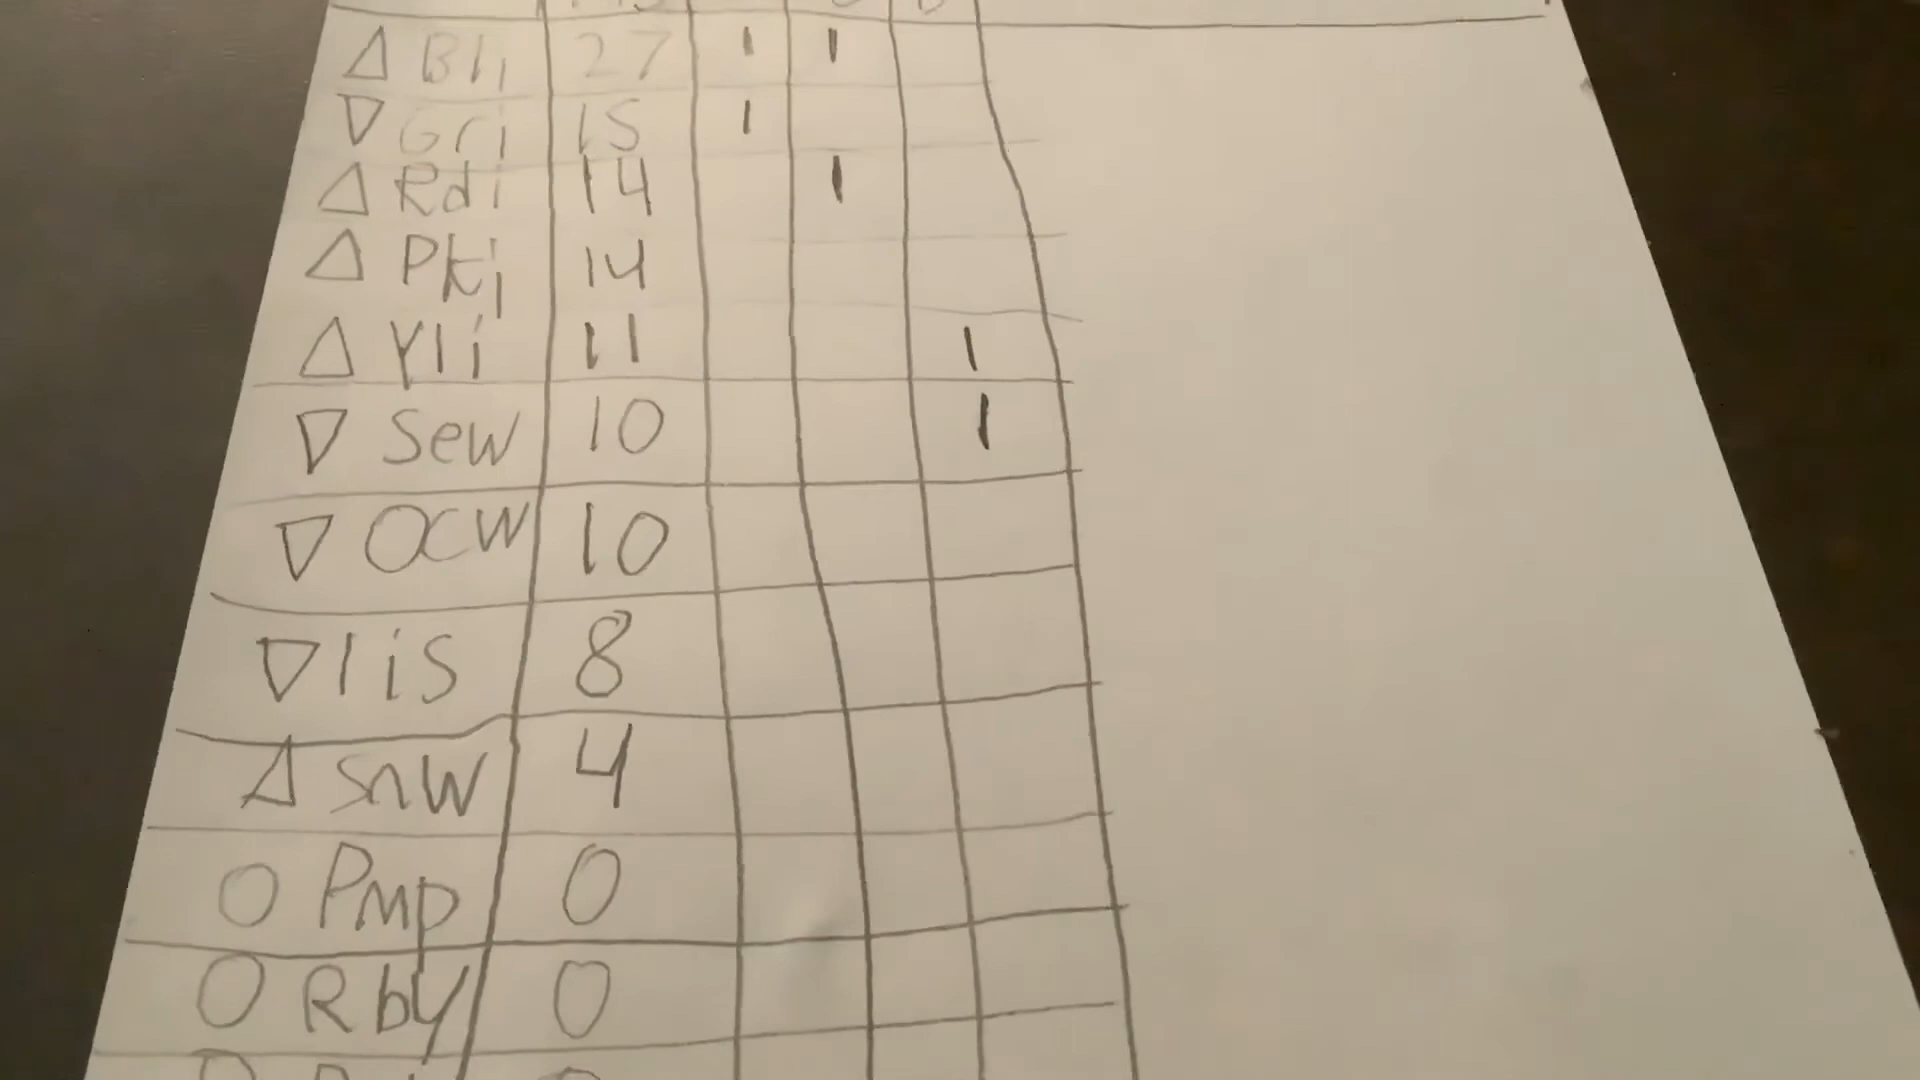 △ Bli 27 1 1
▽ Gri 15 1
△ Rdi 14 1
△ Pki 14
△ Yli 11 1
▽ Sew 10 1
▽ OCW 10
▽ lis 8
△ SnW 4
○ Pmp 0
○ Rby 0